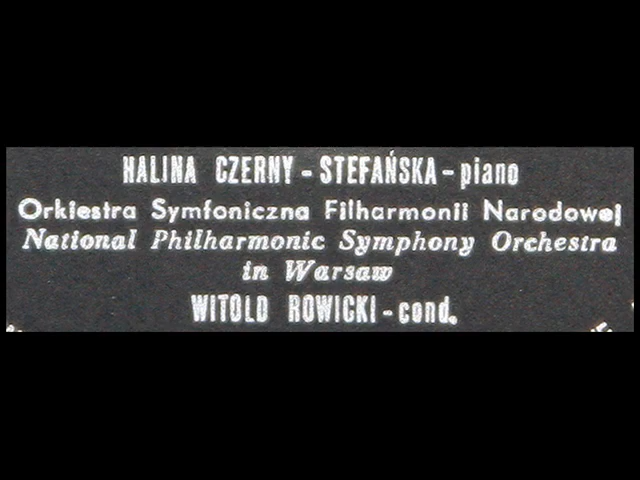 HALINA CZERNY - STEFAŃSKA - piano
Orkiestra Symfoniczna Filharmonii Narodowej
National Philharmonic Symphony Orchestra
in Warsaw
WITOLD ROWICKI - cond.